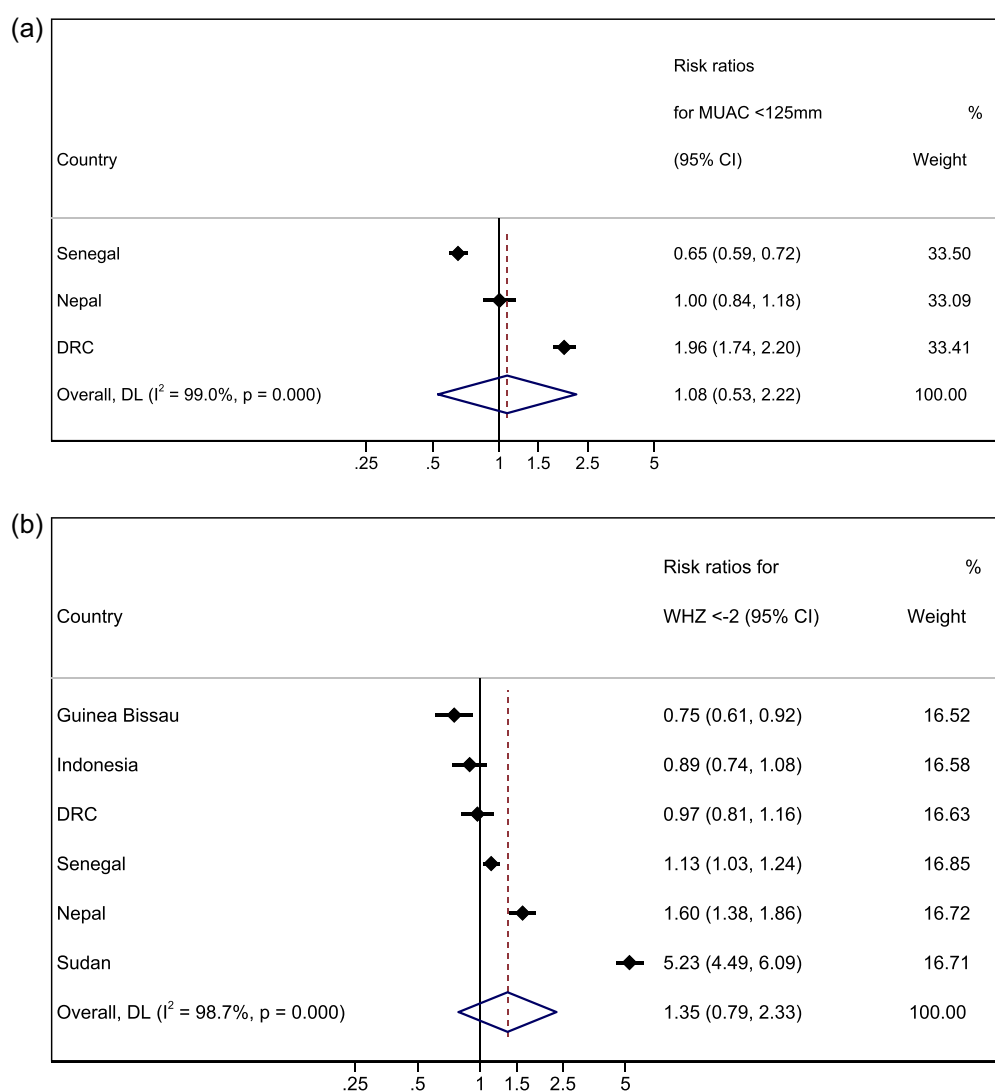 (a)
Risk ratios
for MUAC <125mm %
Country (95% CI) Weight
Senegal 0.65 (0.59, 0.72) 33.50
Nepal 1.00 (0.84, 1.18) 33.09
DRC 1.96 (1.74, 2.20) 33.41
Overall, DL (I² = 99.0%, p = 0.000) 1.08 (0.53, 2.22) 100.00
.25 .5 1 1.5 2.5 5
(b)
Risk ratios for %
Country WHZ <-2 (95% CI) Weight
Guinea Bissau 0.75 (0.61, 0.92) 16.52
Indonesia 0.89 (0.74, 1.08) 16.58
DRC 0.97 (0.81, 1.16) 16.63
Senegal 1.13 (1.03, 1.24) 16.85
Nepal 1.60 (1.38, 1.86) 16.72
Sudan 5.23 (4.49, 6.09) 16.71
Overall, DL (I² = 98.7%, p = 0.000) 1.35 (0.79, 2.33) 100.00
.25 .5 1 1.5 2.5 5